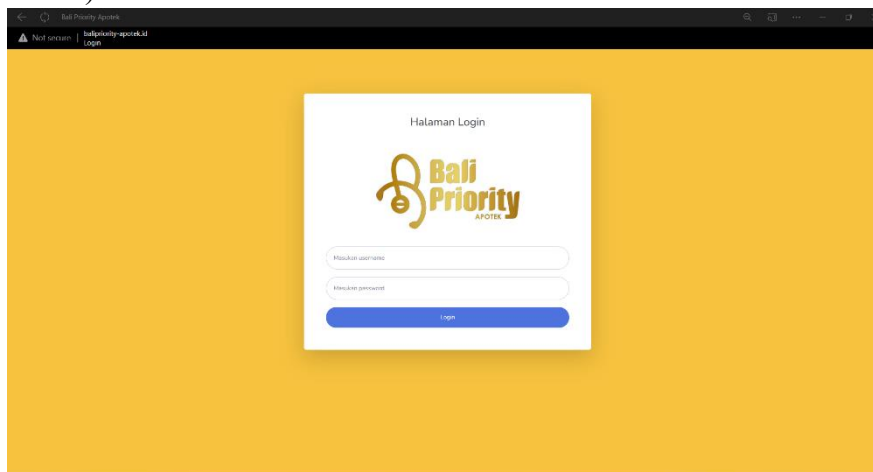 Bali Priority Apotek
Not secure | balipriority-apotek.id
Login
Halaman Login
Bali
Priority
APOTEK
Masukan username
Masukan password
Login